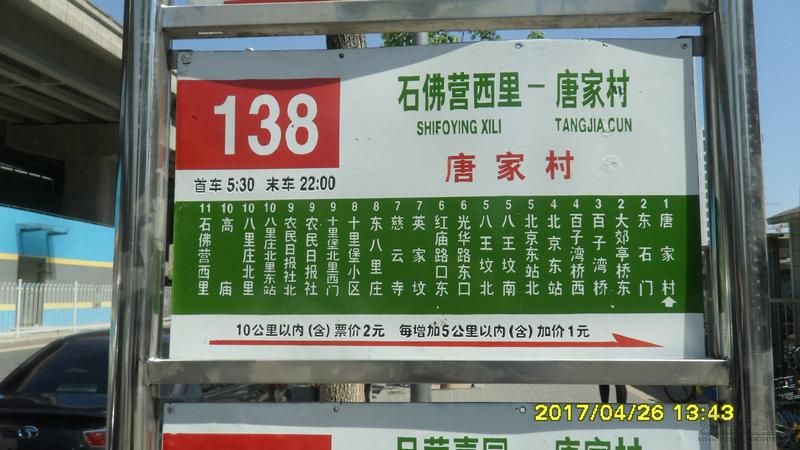 138
石佛营西里－唐家村
SHIFOYING XILI TANGJIA CUN
唐家村
首车 5:30 末车 22:00
11 石佛营西里
10 高庙
10 八里庄北里
10 八里庄北里东站
9 农民日报社北
9 农民日报社
9 十里堡北里西门
8 十里堡小区
8 东八里庄
7 慈云寺
7 英家坟
6 红庙路口东
6 光华路东口
5 八王坟北
5 八王坟南
5 北京东站北
4 北京东站
4 百子湾桥西
3 百子湾桥
2 大郊亭桥东
2 东石门
1 唐家村
10公里以内(含)票价2元 每增加5公里以内(含)加价1元
2017/04/26 13:43